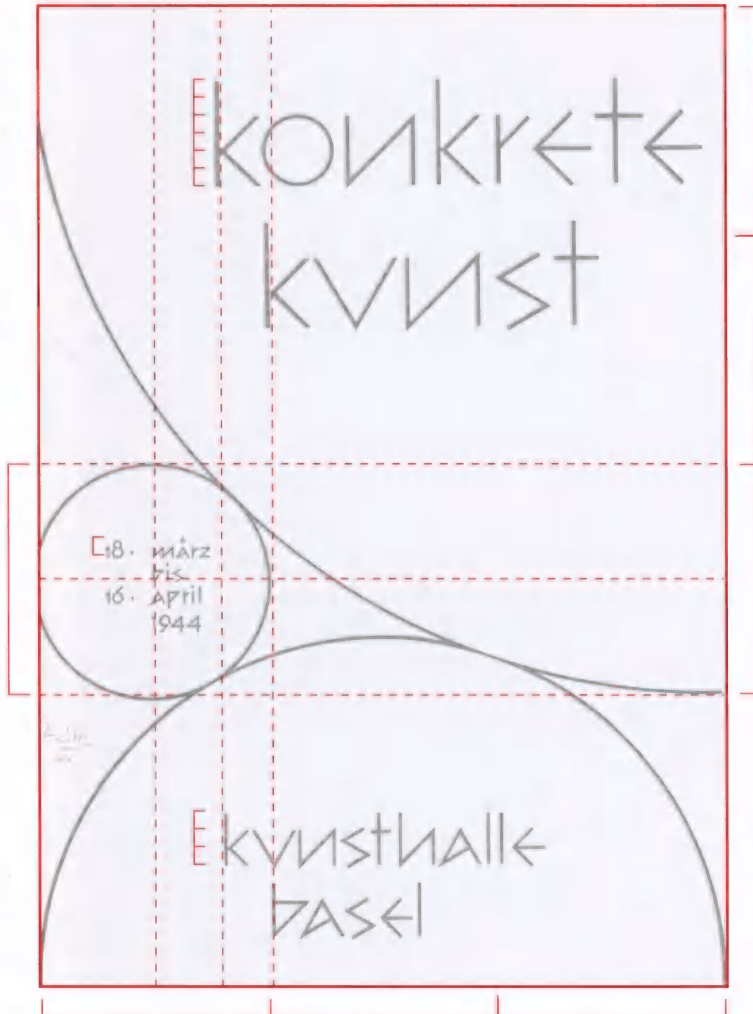 konkrete
kunst
18. märz
bis
16. april
1944
kunsthalle
basel